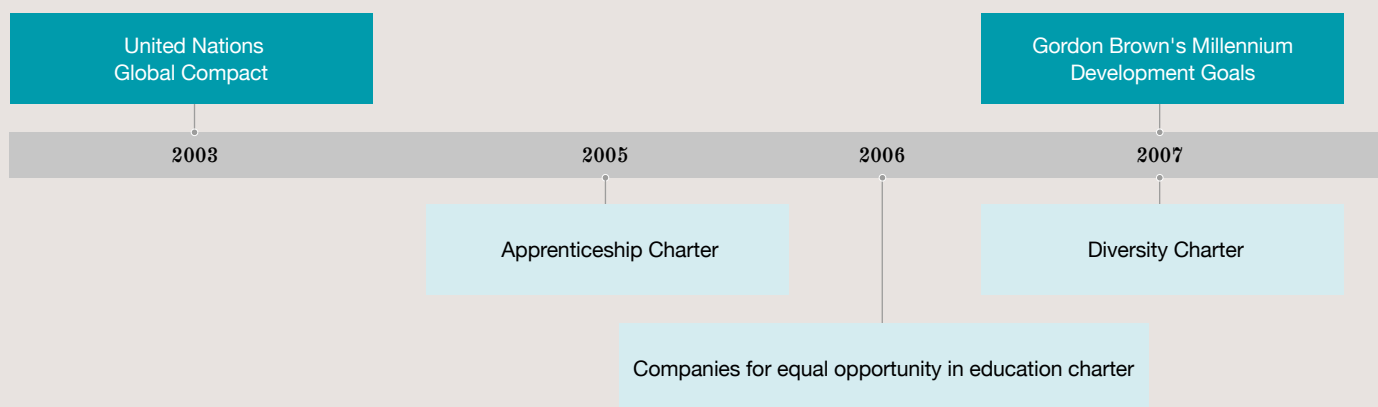 United Nations
Global Compact
Gordon Brown's Millennium
Development Goals
2003
2005
2006
2007
Apprenticeship Charter
Diversity Charter
Companies for equal opportunity in education charter